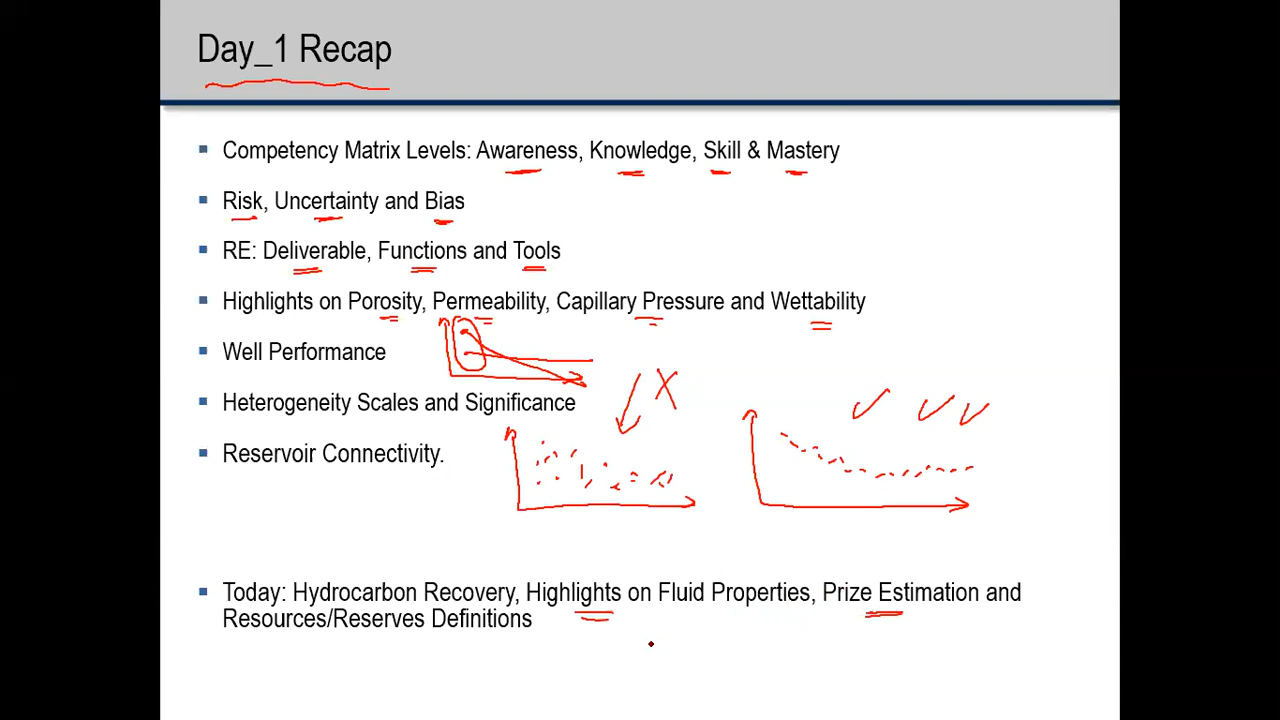 Day_1 Recap
Competency Matrix Levels: Awareness, Knowledge, Skill & Mastery
Risk, Uncertainty and Bias
RE: Deliverable, Functions and Tools
Highlights on Porosity, Permeability, Capillary Pressure and Wettability
Well Performance
Heterogeneity Scales and Significance
Reservoir Connectivity.
Today: Hydrocarbon Recovery, Highlights on Fluid Properties, Prize Estimation and
Resources/Reserves Definitions